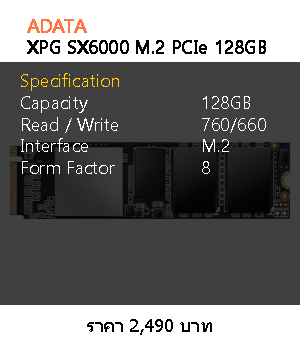 ADATA
XPG SX6000 M.2 PCIe 128GB
Specification
Capacity 128GB
Read / Write 760/660
Interface M.2
Form Factor 8
ราคา 2,490 บาท